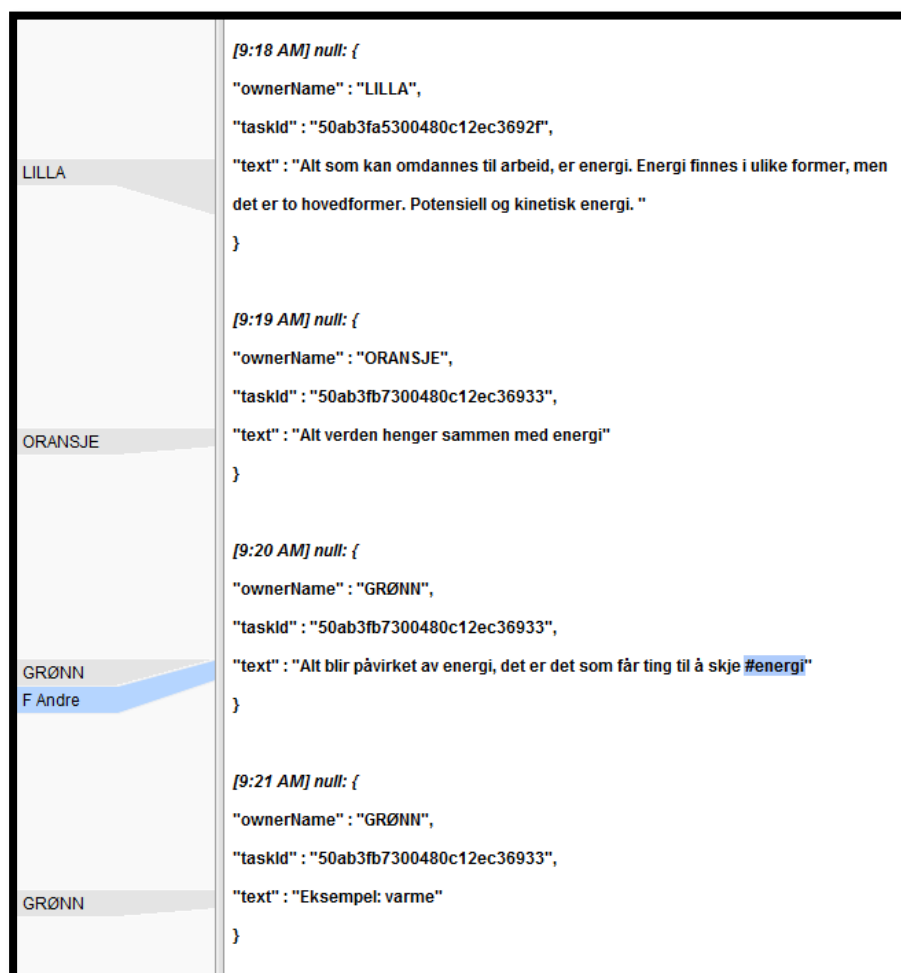 [9:18 AM] null: {
"ownerName" : "LILLA",
"taskId" : "50ab3fa5300480c12ec3692f",
LILLA
"text" : "Alt som kan omdannes til arbeid, er energi. Energi finnes i ulike former, men
det er to hovedformer. Potensiell og kinetisk energi. "
}
[9:19 AM] null: {
"ownerName" : "ORANSJE",
"taskId" : "50ab3fb7300480c12ec36933",
ORANSJE
"text" : "Alt verden henger sammen med energi"
}
[9:20 AM] null: {
"ownerName" : "GRØNN",
"taskId" : "50ab3fb7300480c12ec36933",
GRØNN
"text" : "Alt blir påvirket av energi, det er det som får ting til å skje #energi"
F Andre
}
[9:21 AM] null: {
"ownerName" : "GRØNN",
"taskId" : "50ab3fb7300480c12ec36933",
GRØNN
"text" : "Eksempel: varme"
}